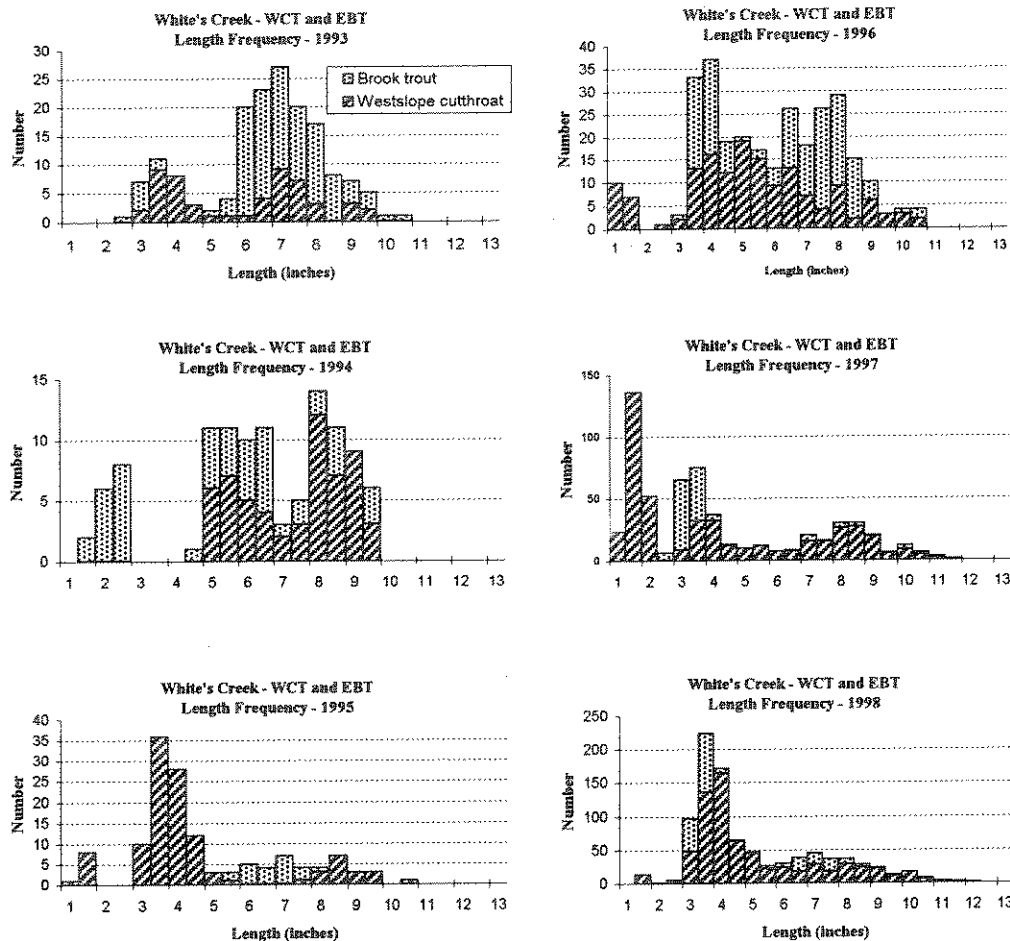 White's Creek - WCT and EBT
Length Frequency - 1993
30
25
20
15
10
5
0
Number
Brook trout
Westslope cutthroat
1 2 3 4 5 6 7 8 9 10 11 12 13
Length (inches)
White's Creek - WCT and EBT
Length Frequency - 1996
40
35
30
25
20
15
10
5
0
Number
1 2 3 4 5 6 7 8 9 10 11 12 13
Length (inches)
White's Creek - WCT and EBT
Length Frequency - 1994
15
10
5
0
Number
1 2 3 4 5 6 7 8 9 10 11 12 13
White's Creek - WCT and EBT
Length Frequency - 1997
150
100
50
0
Number
1 2 3 4 5 6 7 8 9 10 11 12 13
White's Creek - WCT and EBT
Length Frequency - 1995
40
35
30
25
20
15
10
5
0
Number
1 2 3 4 5 6 7 8 9 10 11 12 13
Length (inches)
White's Creek - WCT and EBT
Length Frequency - 1998
250
200
150
100
50
0
Number
1 2 3 4 5 6 7 8 9 10 11 12 13
Length (inches)